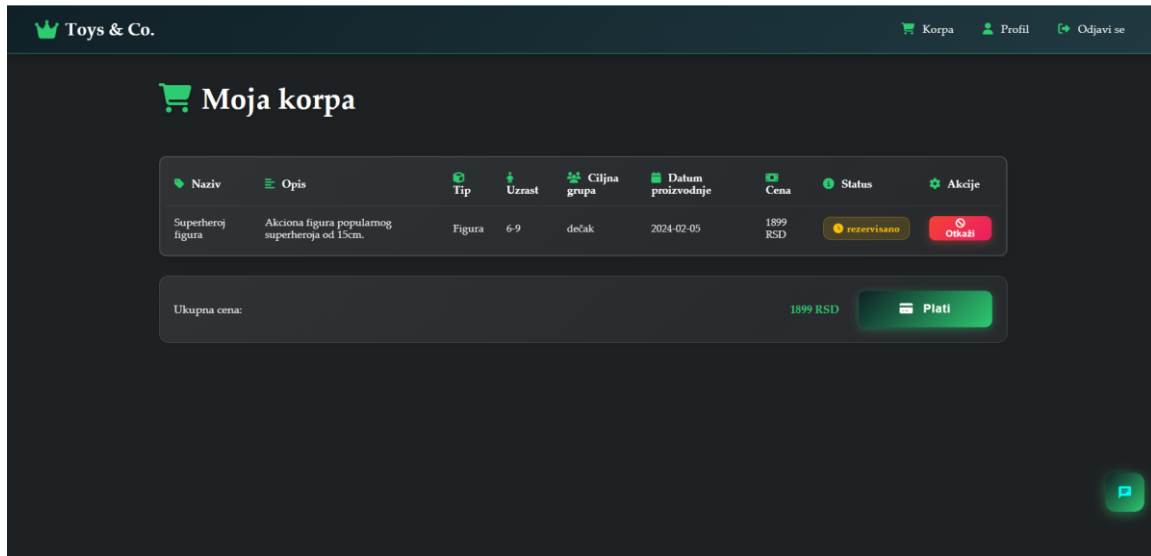 Toys & Co.
Korpa
Profil
Odjavi se
Moja korpa
Naziv
Opis
Tip
Uzrast
Ciljna
grupa
Datum
proizvodnje
Cena
Status
Akcije
Superheroj
figura
Akciona figura popularnog
superheroja od 15cm.
Figura
6-9
dečak
2024-02-05
1899
RSD
rezervisano
Otkaži
Ukupna cena:
1899 RSD
Plati